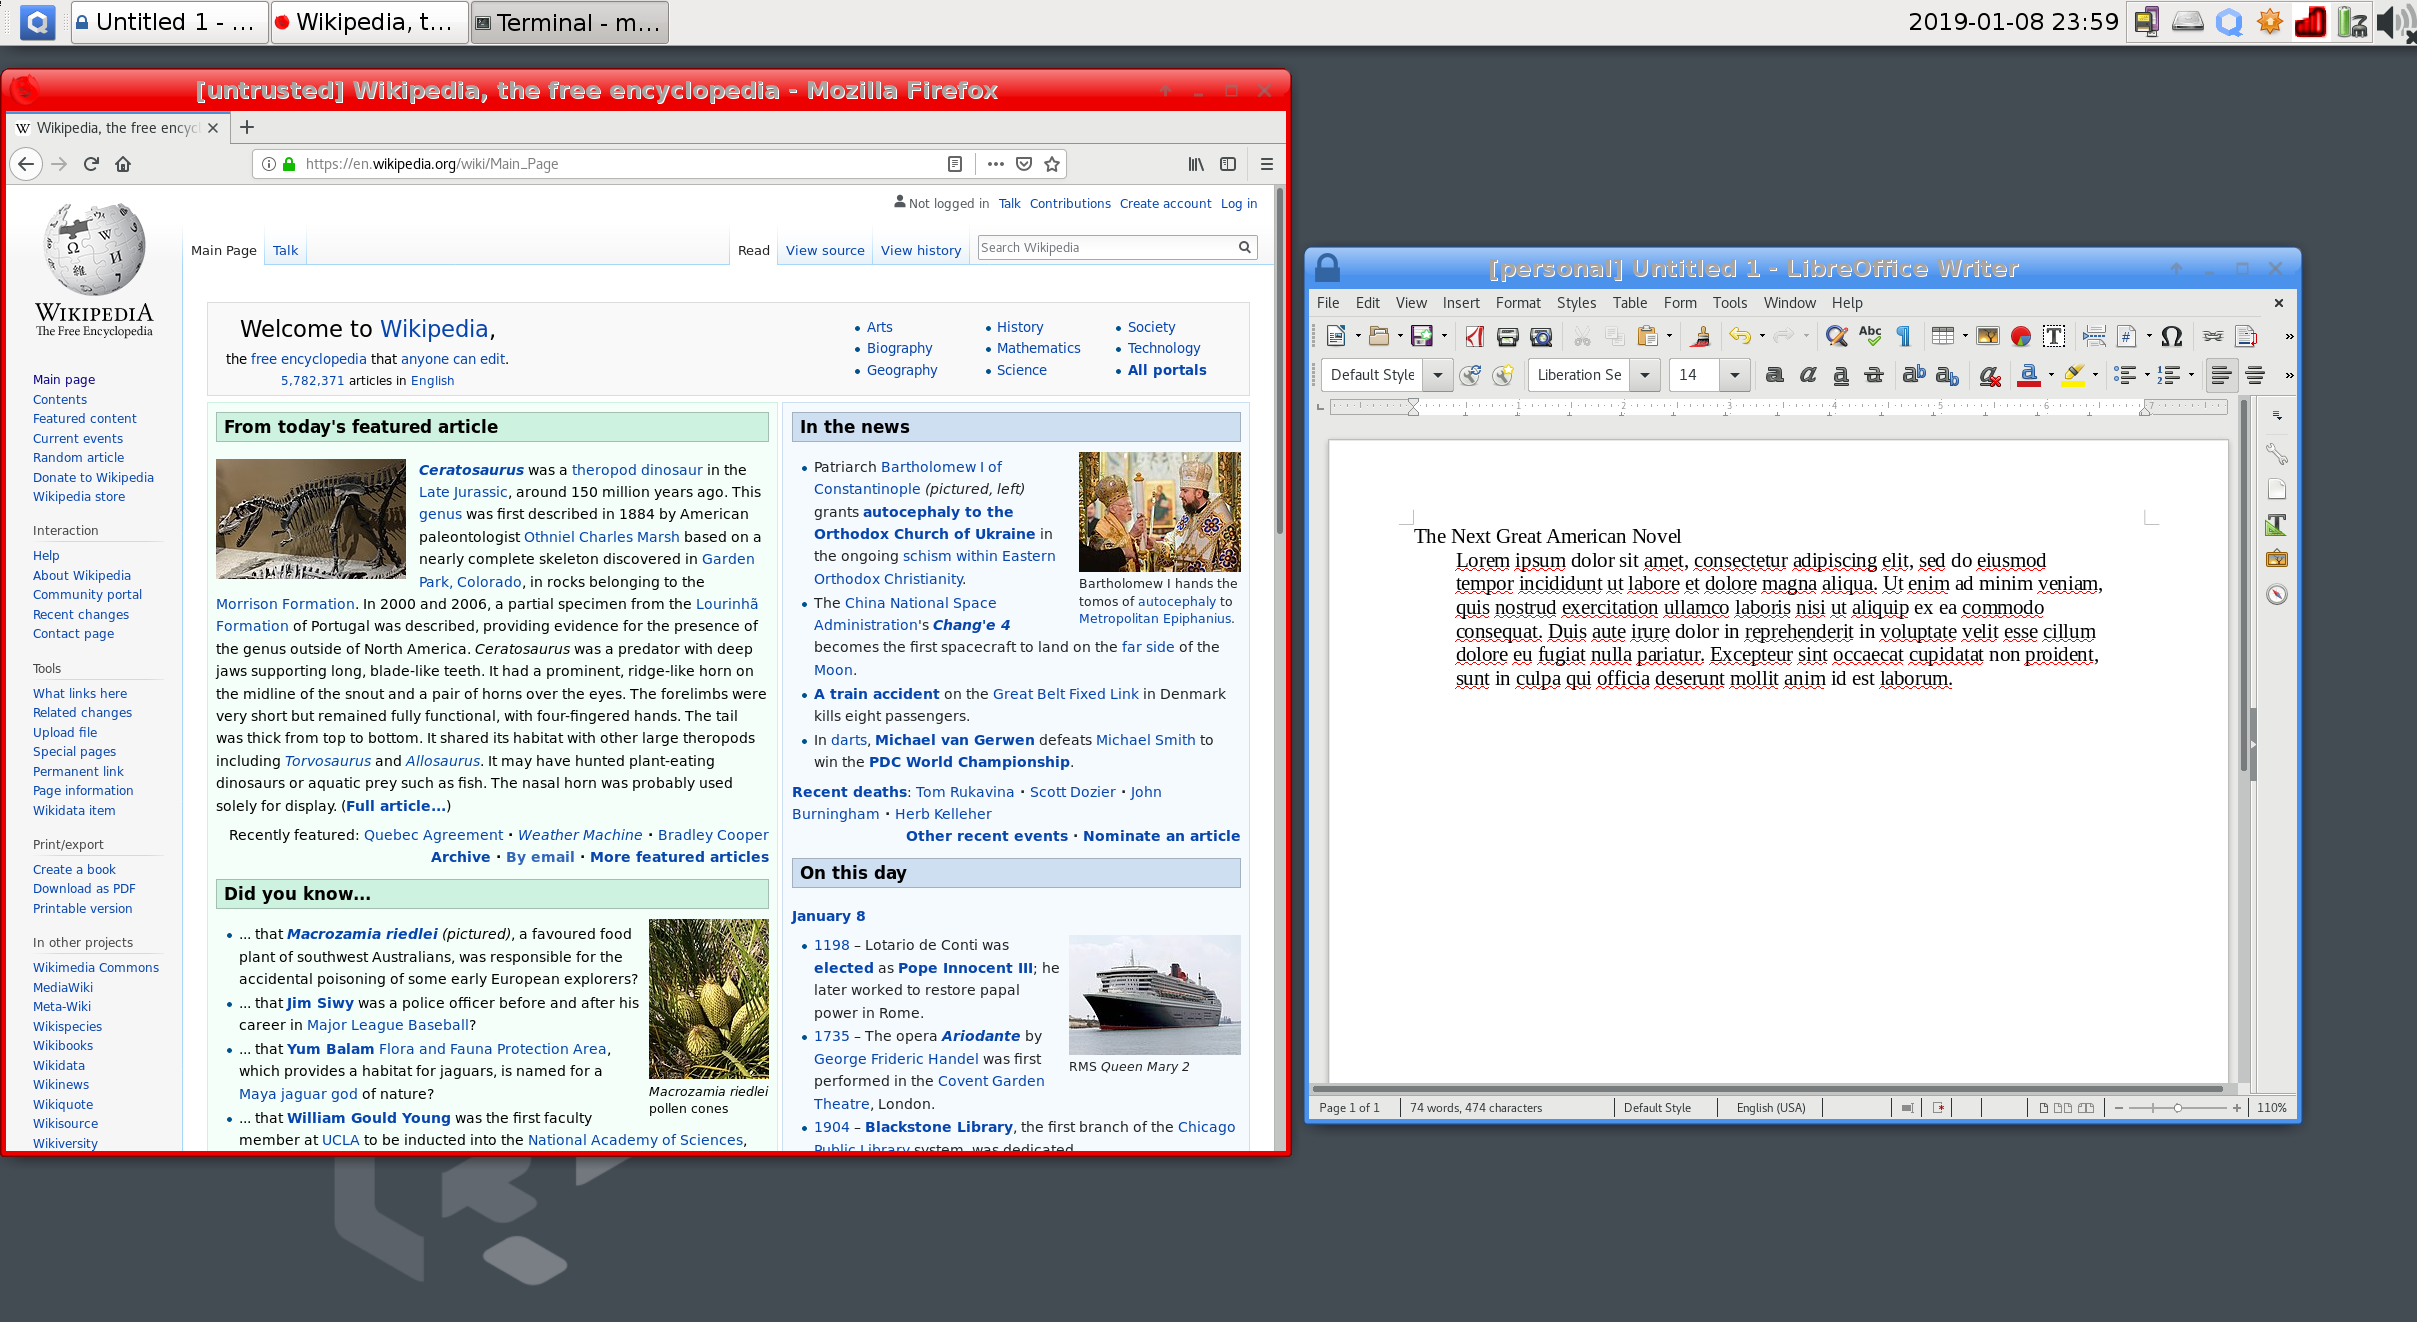 Untitled 1 - ...
Wikipedia, t...
Terminal - m...
2019-01-08 23:59
[untrusted] Wikipedia, the free encyclopedia - Mozilla Firefox
Wikipedia, the free encycl
https://en.wikipedia.org/wiki/Main_Page
Not logged in Talk Contributions Create account Log in
Main Page Talk Read View source View history Search Wikipedia
WIKIPEDIA
The Free Encyclopedia
Main page
Contents
Featured content
Current events
Random article
Donate to Wikipedia
Wikipedia store
Interaction
Help
About Wikipedia
Community portal
Recent changes
Contact page
Tools
What links here
Related changes
Upload file
Special pages
Permanent link
Page information
Wikidata item
Print/export
Create a book
Download as PDF
Printable version
In other projects
Wikimedia Commons
MediaWiki
Meta-Wiki
Wikispecies
Wikibooks
Wikidata
Wikinews
Wikiquote
Wikisource
Wikiversity
Welcome to Wikipedia,
the free encyclopedia that anyone can edit.
5,782,371 articles in English
Arts
Biography
Geography
History
Mathematics
Science
Society
Technology
All portals
From today's featured article
Ceratosaurus was a theropod dinosaur in the
Late Jurassic, around 150 million years ago. This
genus was first described in 1884 by American
paleontologist Othniel Charles Marsh based on a
nearly complete skeleton discovered in Garden
Park, Colorado, in rocks belonging to the
Morrison Formation. In 2000 and 2006, a partial specimen from the Lourinhã
Formation of Portugal was described, providing evidence for the presence of
the genus outside of North America. Ceratosaurus was a predator with deep
jaws supporting long, blade-like teeth. It had a prominent, ridge-like horn on
the midline of the snout and a pair of horns over the eyes. The forelimbs were
very short but remained fully functional, with four-fingered hands. The tail
was thick from top to bottom. It shared its habitat with other large theropods
including Torvosaurus and Allosaurus. It may have hunted plant-eating
dinosaurs or aquatic prey such as fish. The nasal horn was probably used
solely for display. (Full article...)
Recently featured: Quebec Agreement · Weather Machine · Bradley Cooper
Archive · By email · More featured articles
Did you know...
... that Macrozamia riedlei (pictured), a favoured food
plant of southwest Australians, was responsible for the
accidental poisoning of some early European explorers?
... that Jim Siwy was a police officer before and after his
career in Major League Baseball?
... that Yum Balam Flora and Fauna Protection Area,
which provides a habitat for jaguars, is named for a
Maya jaguar god of nature?
... that William Gould Young was the first faculty
member at UCLA to be inducted into the National Academy of Sciences,
Macrozamia riedlei
pollen cones
In the news
Patriarch Bartholomew I of
Constantinople (pictured, left)
grants autocephaly to the
Orthodox Church of Ukraine in
the ongoing schism within Eastern
Orthodox Christianity.
The China National Space
Administration's Chang'e 4
becomes the first spacecraft to land on the far side of the
Moon.
A train accident on the Great Belt Fixed Link in Denmark
kills eight passengers.
In darts, Michael van Gerwen defeats Michael Smith to
win the PDC World Championship.
Bartholomew I hands the
tomos of autocephaly to
Metropolitan Epiphanius.
Recent deaths: Tom Rukavina · Scott Dozier · John
Burningham · Herb Kelleher
Other recent events · Nominate an article
On this day
January 8
1198 – Lotario de Conti was
elected as Pope Innocent III; he
later worked to restore papal
power in Rome.
1735 – The opera Ariodante by
George Frideric Handel was first
performed in the Covent Garden
Theatre, London.
1904 – Blackstone Library, the first branch of the Chicago
Public Library system, was dedicated
RMS Queen Mary 2
[personal] Untitled 1 - LibreOffice Writer
File Edit View Insert Format Styles Table Form Tools Window Help
Default Style Liberation Se 14
1 2 3 4 5 6 7
The Next Great American Novel
Lorem ipsum dolor sit amet, consectetur adipiscing elit, sed do eiusmod
tempor incididunt ut labore et dolore magna aliqua. Ut enim ad minim veniam,
quis nostrud exercitation ullamco laboris nisi ut aliquip ex ea commodo
consequat. Duis aute irure dolor in reprehenderit in voluptate velit esse cillum
dolore eu fugiat nulla pariatur. Excepteur sint occaecat cupidatat non proident,
sunt in culpa qui officia deserunt mollit anim id est laborum.
Page 1 of 1 74 words, 474 characters Default Style English (USA) 110%